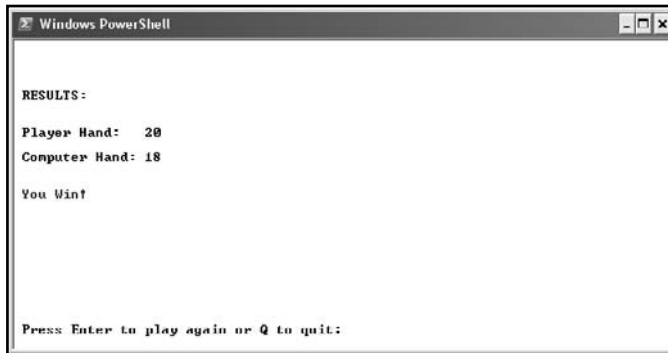 Windows PowerShell
RESULTS:
Player Hand: 20
Computer Hand: 18
You Win!
Press Enter to play again or Q to quit: